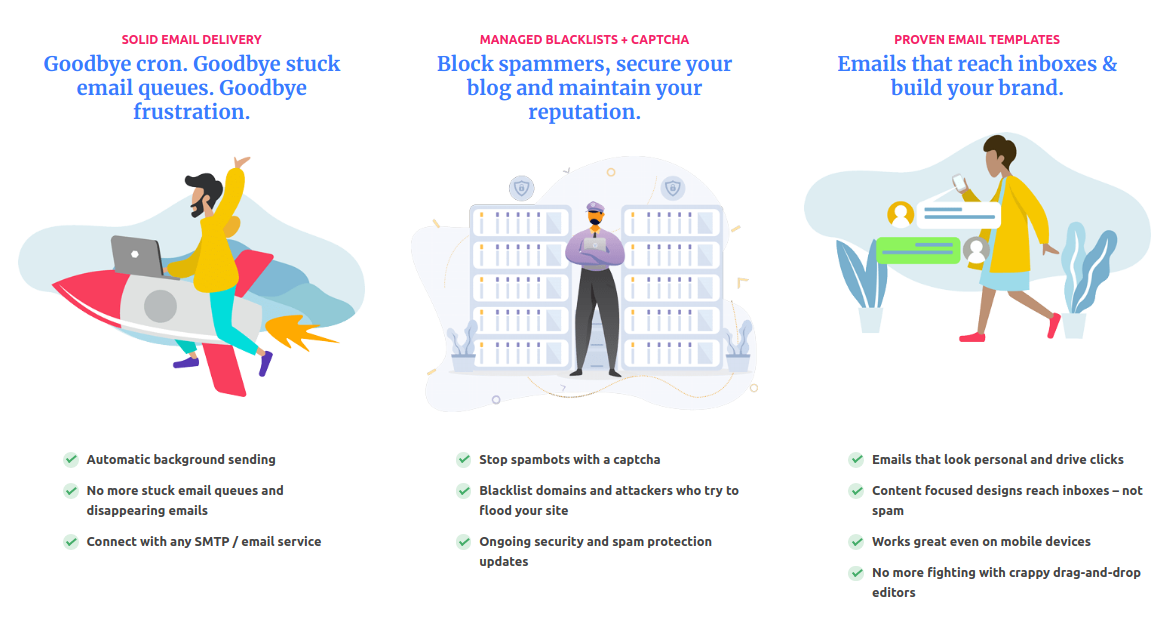 SOLID EMAIL DELIVERY
Goodbye cron. Goodbye stuck
email queues. Goodbye
frustration.
Automatic background sending
No more stuck email queues and
disappearing emails
Connect with any SMTP / email service
MANAGED BLACKLISTS + CAPTCHA
Block spammers, secure your
blog and maintain your
reputation.
Stop spambots with a captcha
Blacklist domains and attackers who try to
flood your site
Ongoing security and spam protection
updates
PROVEN EMAIL TEMPLATES
Emails that reach inboxes &
build your brand.
Emails that look personal and drive clicks
Content focused designs reach inboxes – not
spam
Works great even on mobile devices
No more fighting with crappy drag-and-drop
editors